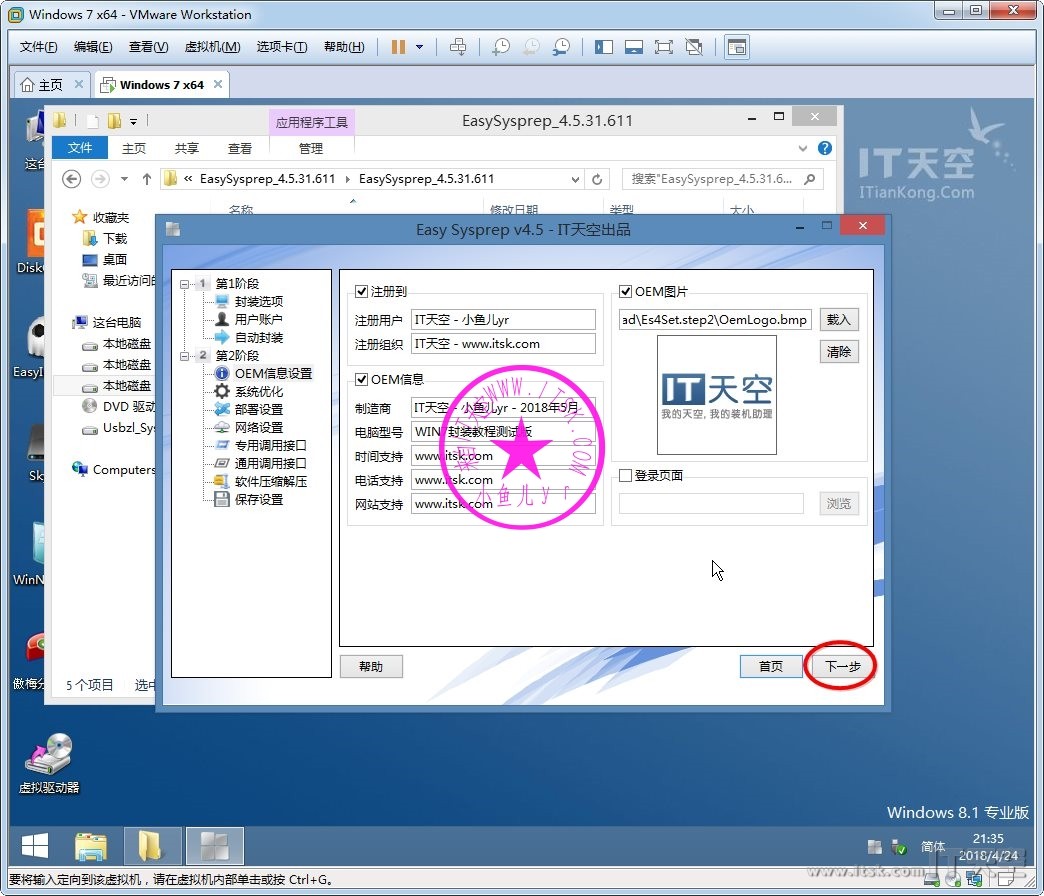 Windows 7 x64 - VMware Workstation
文件(F) 编辑(E) 查看(V) 虚拟机(M) 选项卡(T) 帮助(H)
主页 Windows 7 x64
应用程序工具 EasySysprep_4.5.31.611
文件 主页 共享 查看 管理
« EasySysprep_4.5.31.611 EasySysprep_4.5.31.611 搜索"EasySysprep_4.5.31.6...
IT天空
ITianKong.Com
名称 修改日期 类型 大小
收藏夹
下载
桌面
最近访问的
这台电脑
本地磁盘
本地磁盘
本地磁盘
DVD 驱动
Usbzl_Sys
Computers
5 个项目 选中
Easy Sysprep v4.5 - IT天空出品
1 第1阶段
封装选项
用户账户
自动封装
2 第2阶段
OEM信息设置
系统优化
部署设置
网络设置
专用调用接口
通用调用接口
软件压缩解压
保存设置
注册到
注册用户 IT天空 - 小鱼儿yr
注册组织 IT天空 - www.itsk.com
OEM信息
制造商 IT天空 - 小鱼儿yr - 2018年5月
电脑型号 WIN7封装教程测试版
时间支持 www.itsk.com
电话支持 www.itsk.com
网站支持 www.itsk.com
WWW.ITSK.COM
小鱼儿yr
OEM图片
ad\Es4Set.step2\OemLogo.bmp 载入
清除
IT天空
我的天空, 我的装机助理
登录页面
浏览
帮助 首页 下一步
这台
Disk
EasyI
Sk
WinN
傲梅分
虚拟驱动器
Windows 8.1 专业版
简体
21:35
2018/4/24
要将输入定向到该虚拟机，请在虚拟机内部单击或按 Ctrl+G。
www.itsk.com IT天空